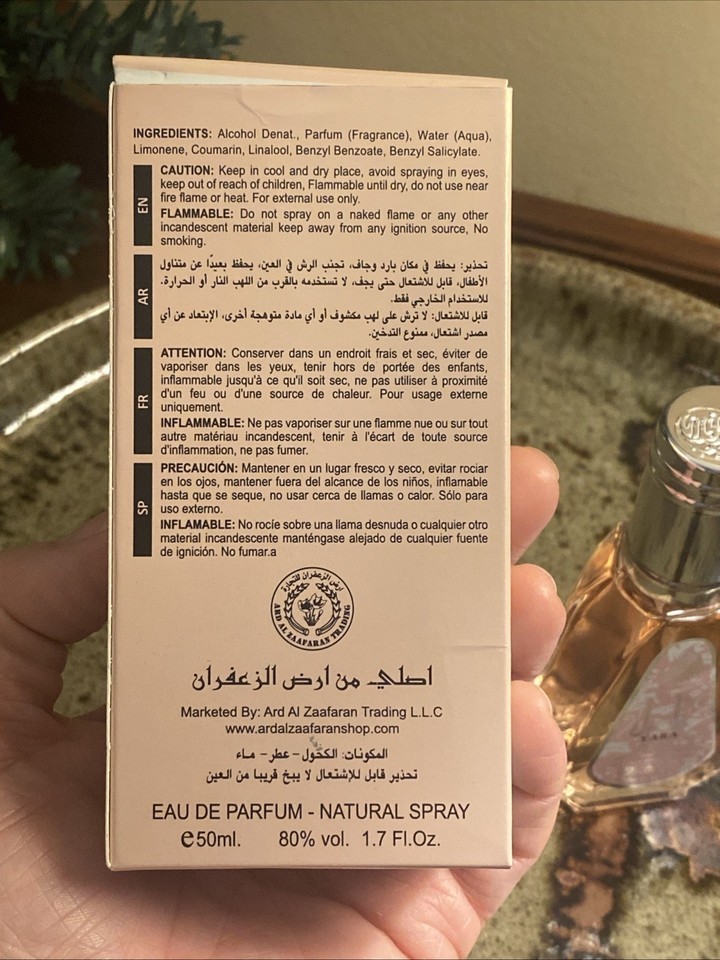 INGREDIENTS: Alcohol Denat., Parfum (Fragrance), Water (Aqua),
Limonene, Coumarin, Linalool, Benzyl Benzoate, Benzyl Salicylate.
EN
CAUTION: Keep in cool and dry place, avoid spraying in eyes,
keep out of reach of children, Flammable until dry, do not use near
fire flame or heat. For external use only.
FLAMMABLE: Do not spray on a naked flame or any other
incandescent material keep away from any ignition source, No
smoking.
AR
تحذير: يحفظ في مكان بارد وجاف، تجنب الرش في العين، يحفظ بعيدًا عن متناول
الأطفال، قابل للاشتعال حتى يجف، لا تستخدمه بالقرب من اللهب النار أو الحرارة.
للاستخدام الخارجي فقط.
قابل للاشتعال: لا ترش على لهب مكشوف أو أي مادة متوهجة أخرى، الإبتعاد عن أي
مصدر اشتعال، ممنوع التدخين.
FR
ATTENTION: Conserver dans un endroit frais et sec, éviter de
vaporiser dans les yeux, tenir hors de portée des enfants,
inflammable jusqu'à ce qu'il soit sec, ne pas utiliser à proximité
d'un feu ou d'une source de chaleur. Pour usage externe
uniquement.
INFLAMMABLE: Ne pas vaporiser sur une flamme nue ou sur tout
autre matériau incandescent, tenir à l'écart de toute source
d'inflammation, ne pas fumer.
SP
PRECAUCIÓN: Mantener en un lugar fresco y seco, evitar rociar
en los ojos, mantener fuera del alcance de los niños, inflamable
hasta que se seque, no usar cerca de llamas o calor. Sólo para
uso externo.
INFLAMABLE: No rocíe sobre una llama desnuda o cualquier otro
material incandescente manténgase alejado de cualquier fuente
de ignición. No fumar.a
ارض الزعفران للتجارة
ARD AL ZAAFARAN TRADING
اصلي من ارض الزعفران
Marketed By: Ard Al Zaafaran Trading L.L.C
www.ardalzaafaranshop.com
المكونات: الكحول - عطر - ماء
تحذير قابل للإشتعال لا يبخ قريبا من العين
EAU DE PARFUM - NATURAL SPRAY
e50ml. 80% vol. 1.7 Fl.Oz.